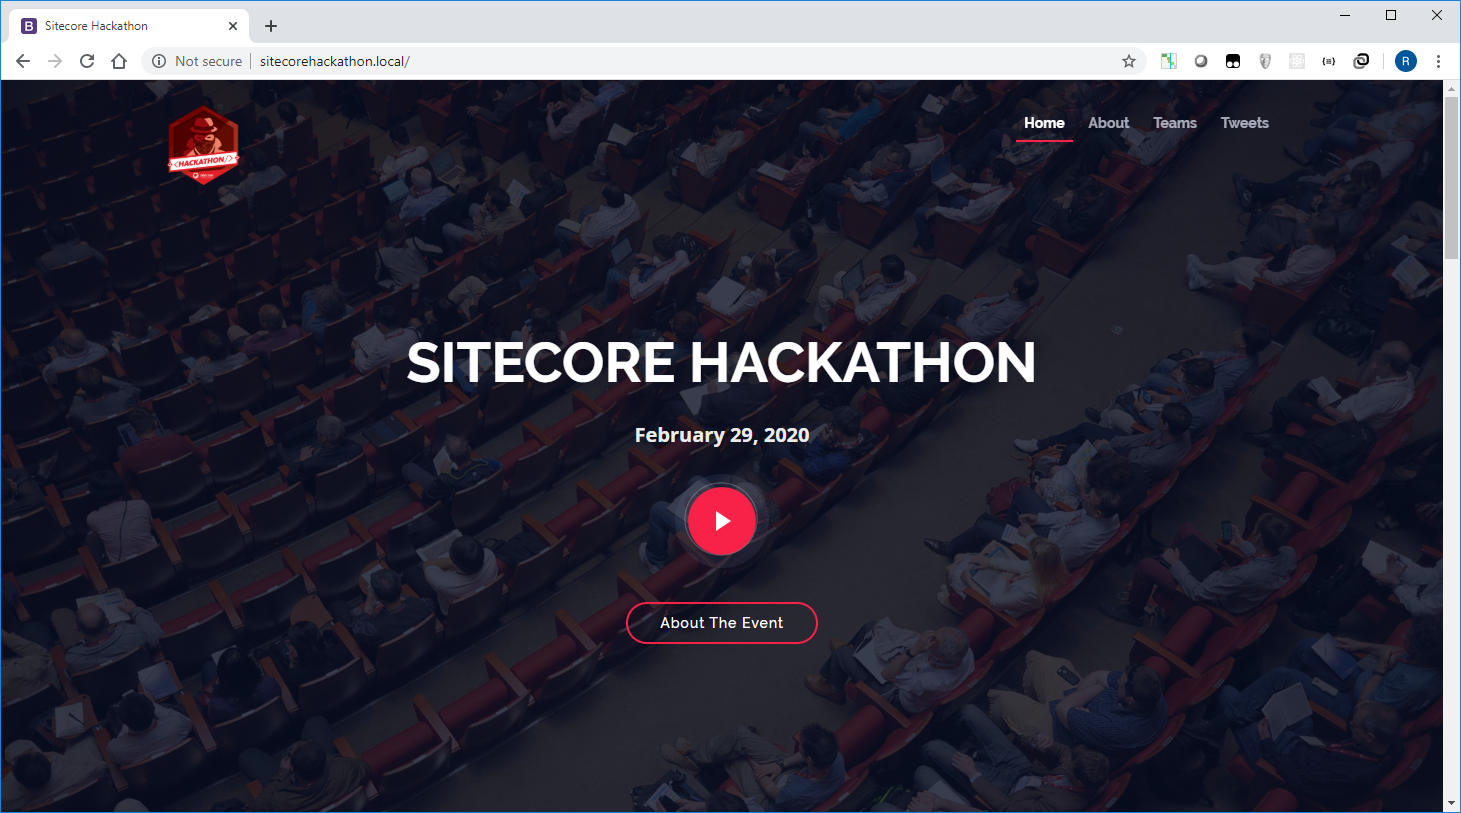 Sitecore Hackathon
Not secure
sitecorehackathon.local/
R
<HACKATHON/>
Home
About
Teams
Tweets
SITECORE HACKATHON
February 29, 2020
About The Event